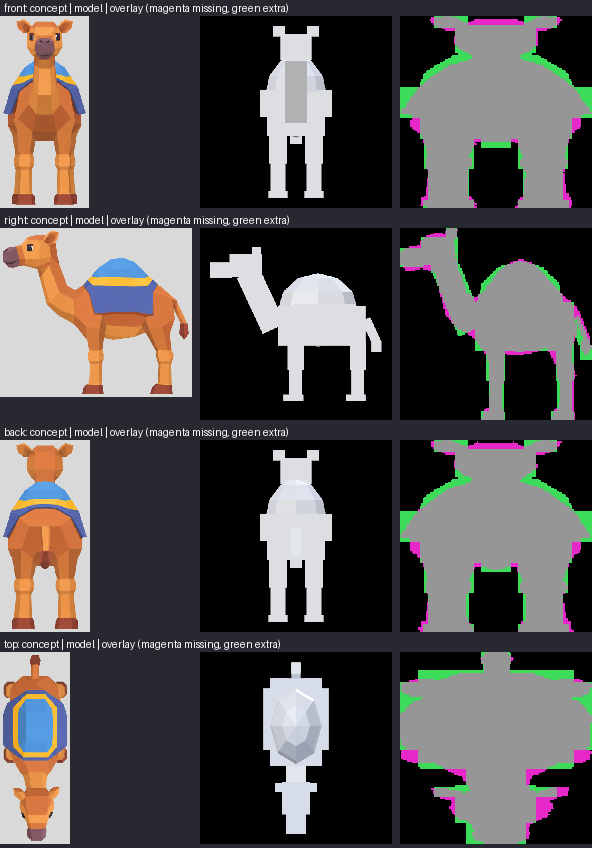 front: concept | model | overlay (magenta missing, green extra)
right: concept | model | overlay (magenta missing, green extra)
back: concept | model | overlay (magenta missing, green extra)
top: concept | model | overlay (magenta missing, green extra)